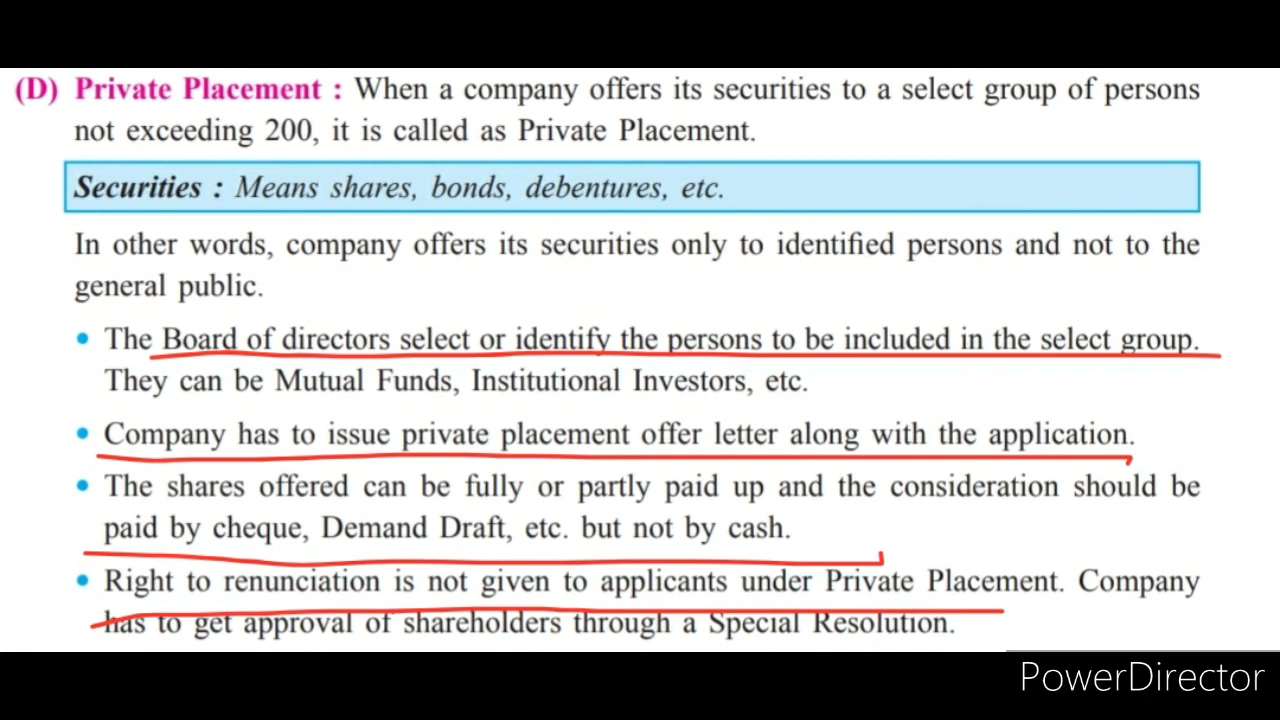 (D) Private Placement : When a company offers its securities to a select group of persons
not exceeding 200, it is called as Private Placement.
Securities : Means shares, bonds, debentures, etc.
In other words, company offers its securities only to identified persons and not to the
general public.
• The Board of directors select or identify the persons to be included in the select group.
They can be Mutual Funds, Institutional Investors, etc.
• Company has to issue private placement offer letter along with the application.
• The shares offered can be fully or partly paid up and the consideration should be
paid by cheque, Demand Draft, etc. but not by cash.
• Right to renunciation is not given to applicants under Private Placement. Company
has to get approval of shareholders through a Special Resolution.
PowerDirector